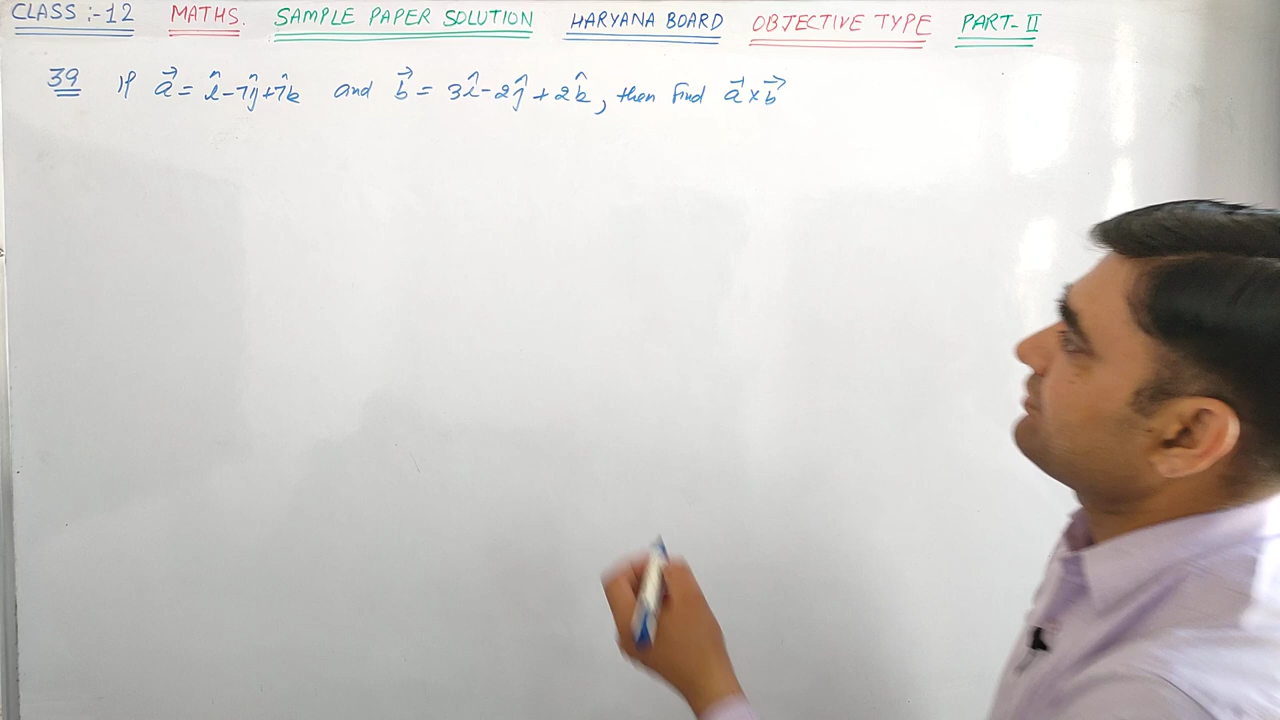 CLASS :-12 MATHS. SAMPLE PAPER SOLUTION HARYANA BOARD OBJECTIVE TYPE PART-II
39 If a⃗ = î-7ĵ+7k̂ and b⃗ = 3î-2ĵ+2k̂, then Find a⃗×b⃗